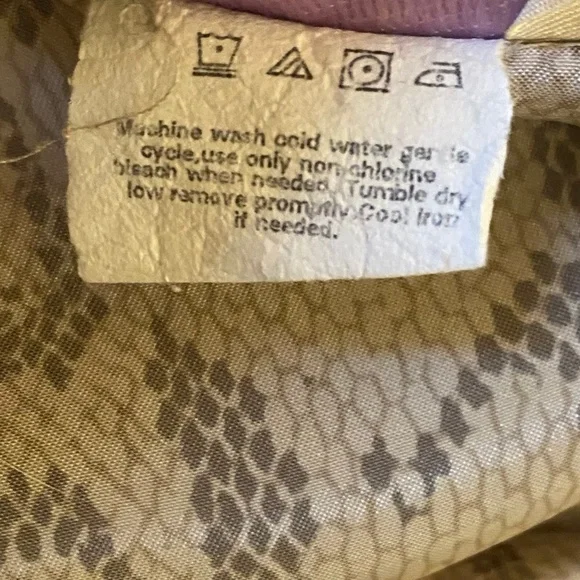 Machine wash cold water gentle
cycle,use only non-chlorine
bleach when needed. Tumble dry
low remove promptly.Cool iron
if needed.